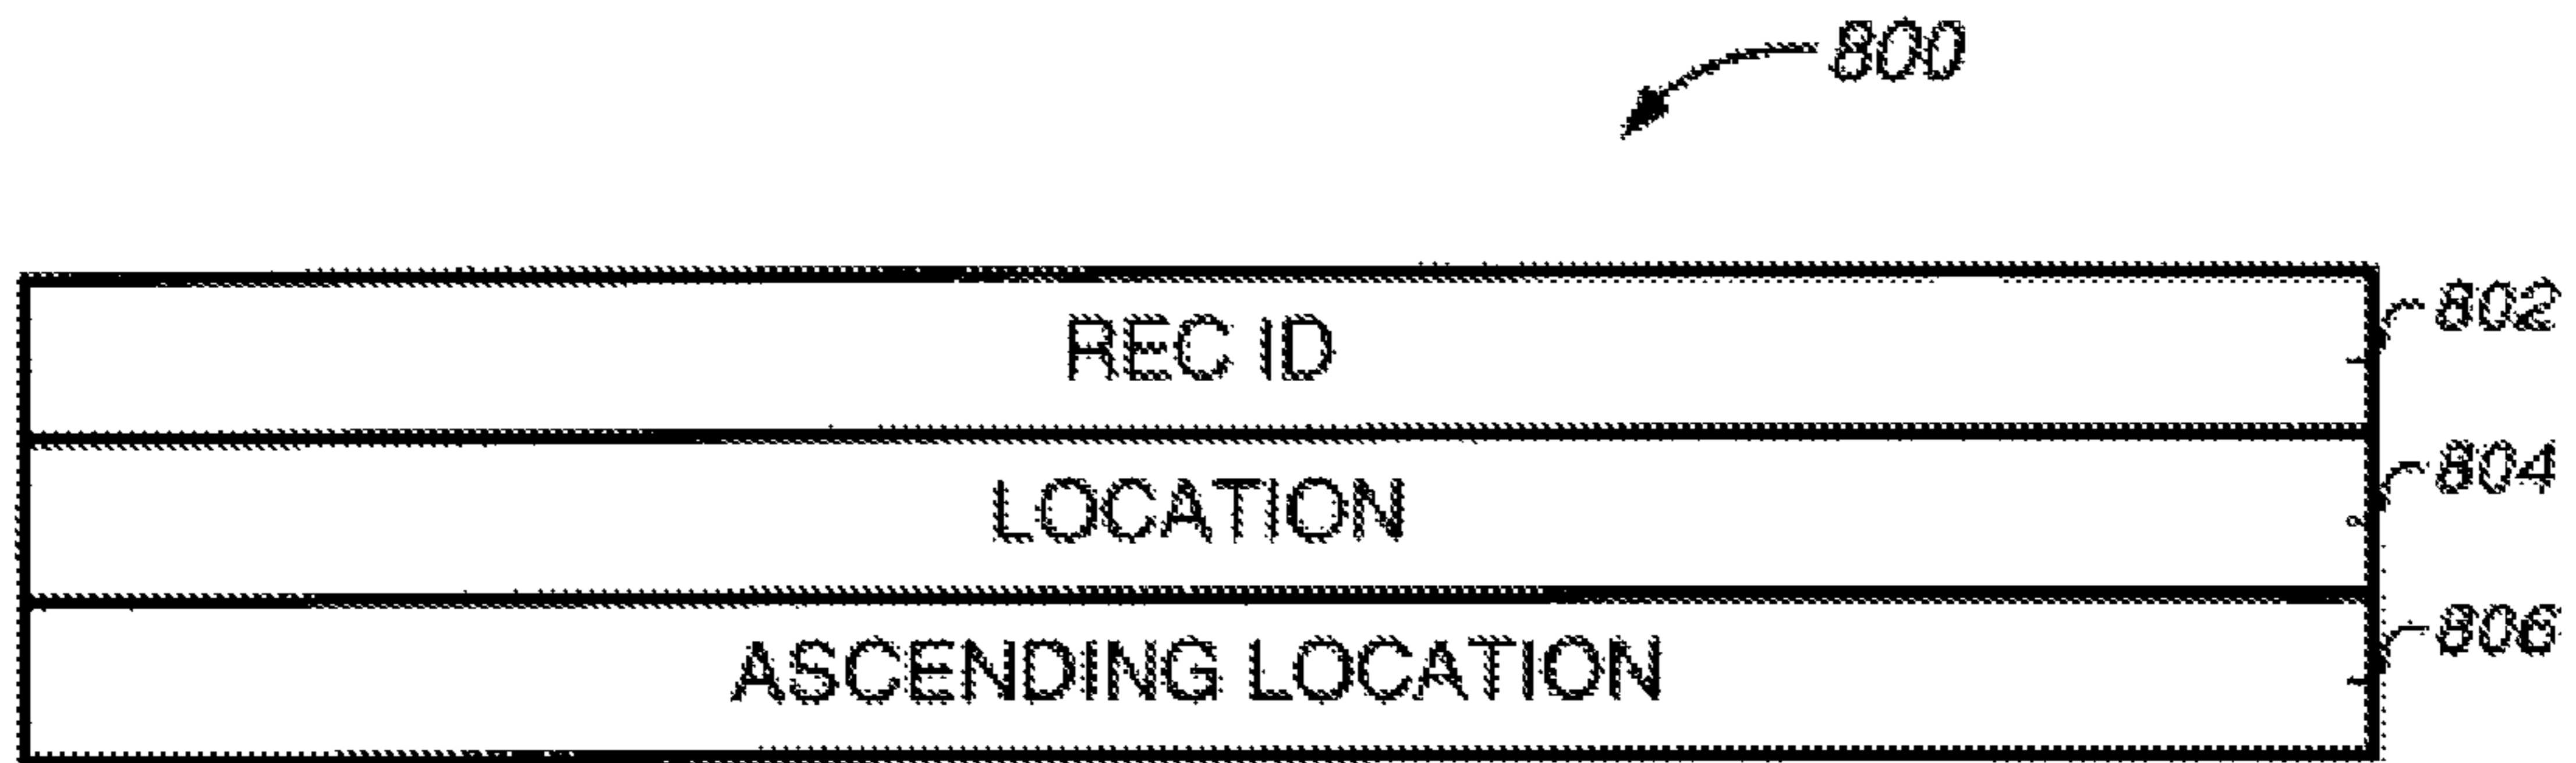 800
REC ID 802
LOCATION 804
ASCENDING LOCATION 806